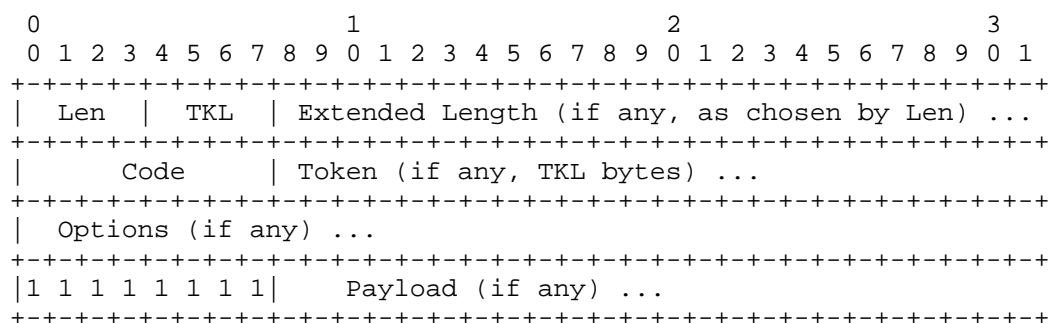 0                   1                   2                   3
 0 1 2 3 4 5 6 7 8 9 0 1 2 3 4 5 6 7 8 9 0 1 2 3 4 5 6 7 8 9 0 1
+-+-+-+-+-+-+-+-+-+-+-+-+-+-+-+-+-+-+-+-+-+-+-+-+-+-+-+-+-+-+-+-+
|  Len  |  TKL  | Extended Length (if any, as chosen by Len) ...
+-+-+-+-+-+-+-+-+-+-+-+-+-+-+-+-+-+-+-+-+-+-+-+-+-+-+-+-+-+-+-+-+
|      Code     | Token (if any, TKL bytes) ...
+-+-+-+-+-+-+-+-+-+-+-+-+-+-+-+-+-+-+-+-+-+-+-+-+-+-+-+-+-+-+-+-+
|  Options (if any) ...
+-+-+-+-+-+-+-+-+-+-+-+-+-+-+-+-+-+-+-+-+-+-+-+-+-+-+-+-+-+-+-+-+
|1 1 1 1 1 1 1 1|    Payload (if any) ...
+-+-+-+-+-+-+-+-+-+-+-+-+-+-+-+-+-+-+-+-+-+-+-+-+-+-+-+-+-+-+-+-+